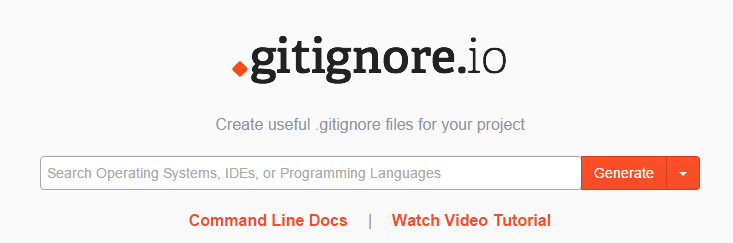 .gitignore.io
Create useful .gitignore files for your project
Search Operating Systems, IDEs, or Programming Languages
Generate
Command Line Docs | Watch Video Tutorial